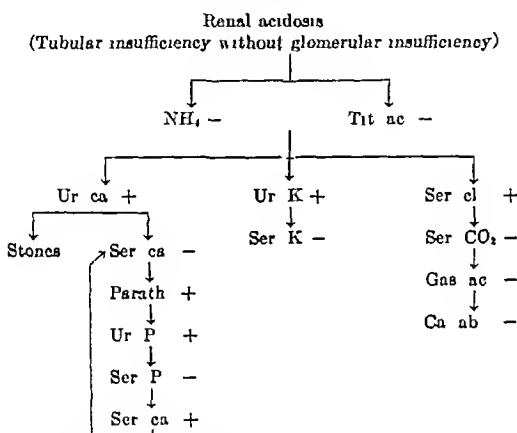 Renal acidosis
(Tubular insufficiency without glomerular insufficiency)
NH₄ − Tit ac −
Ur ca + Ur K + Ser cl +
Stones Ser ca − Ser K − Ser CO₂ −
Parath + Gas ac −
Ur P + Ca ab −
Ser P −
Ser ca +